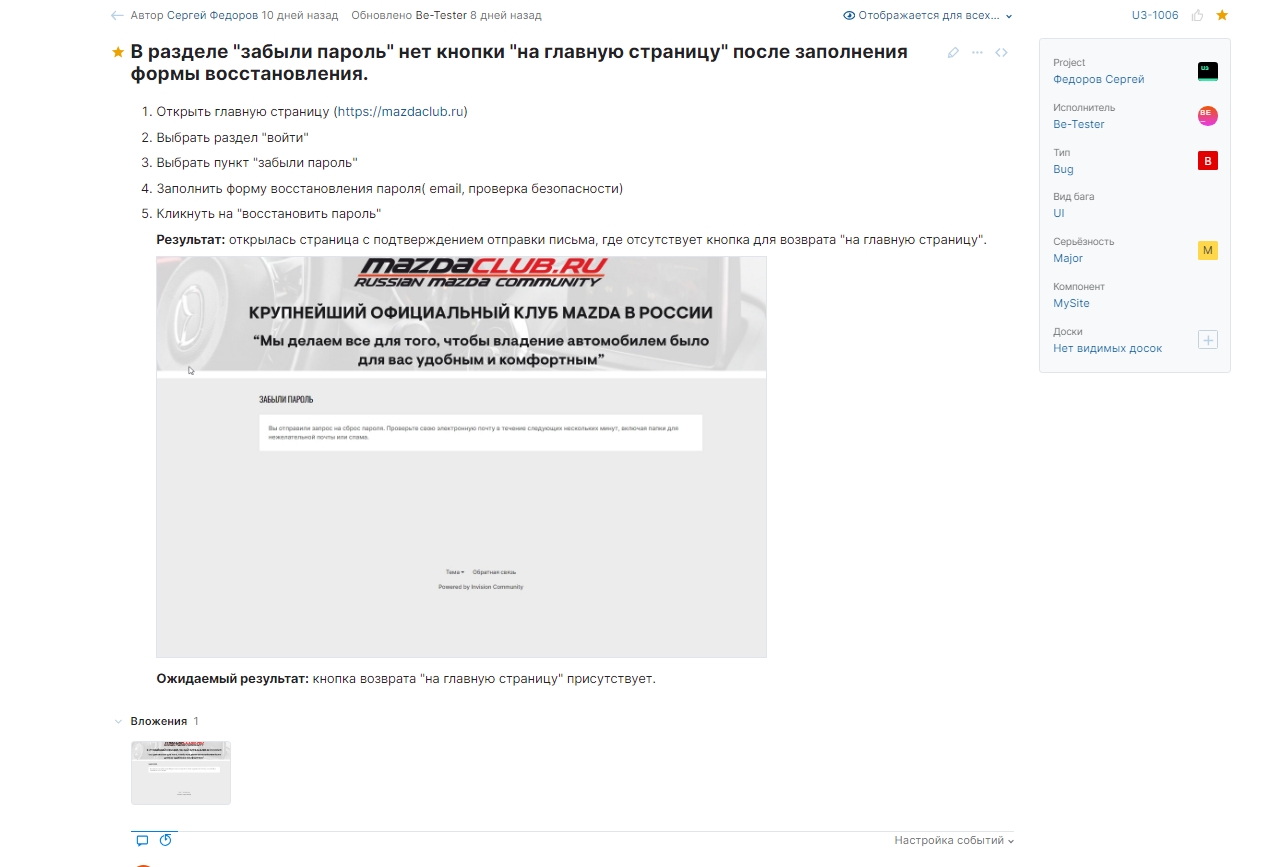 Автор Сергей Федоров 10 дней назад Обновлено Be-Tester 8 дней назад
Отображается для всех...
U3-1006
В разделе "забыли пароль" нет кнопки "на главную страницу" после заполнения
формы восстановления.
1. Открыть главную страницу (https://mazdaclub.ru)
2. Выбрать раздел "войти"
3. Выбрать пункт "забыли пароль"
4. Заполнить форму восстановления пароля( email, проверка безопасности)
5. Кликнуть на "восстановить пароль"
Результат: открылась страница с подтверждением отправки письма, где отсутствует кнопка для возврата "на главную страницу".
MAZDACLUB.RU
RUSSIAN MAZDA COMMUNITY
КРУПНЕЙШИЙ ОФИЦИАЛЬНЫЙ КЛУБ MAZDA В РОССИИ
“Мы делаем все для того, чтобы владение автомобилем было
для вас удобным и комфортным”
ЗАБЫЛИ ПАРОЛЬ
Вы отправили запрос на сброс пароля. Проверьте свою электронную почту в течение следующих нескольких минут, включая папки для
нежелательной почты или спама.
Тема Обратная связь
Powered by Invision Community
Ожидаемый результат: кнопка возврата "на главную страницу" присутствует.
Вложения 1
Настройка событий
Project
Федоров Сергей
U3
Исполнитель
Be-Tester
BE
Тип
Bug
B
Вид бага
UI
Серьёзность
Major
M
Компонент
MySite
Доски
Нет видимых досок